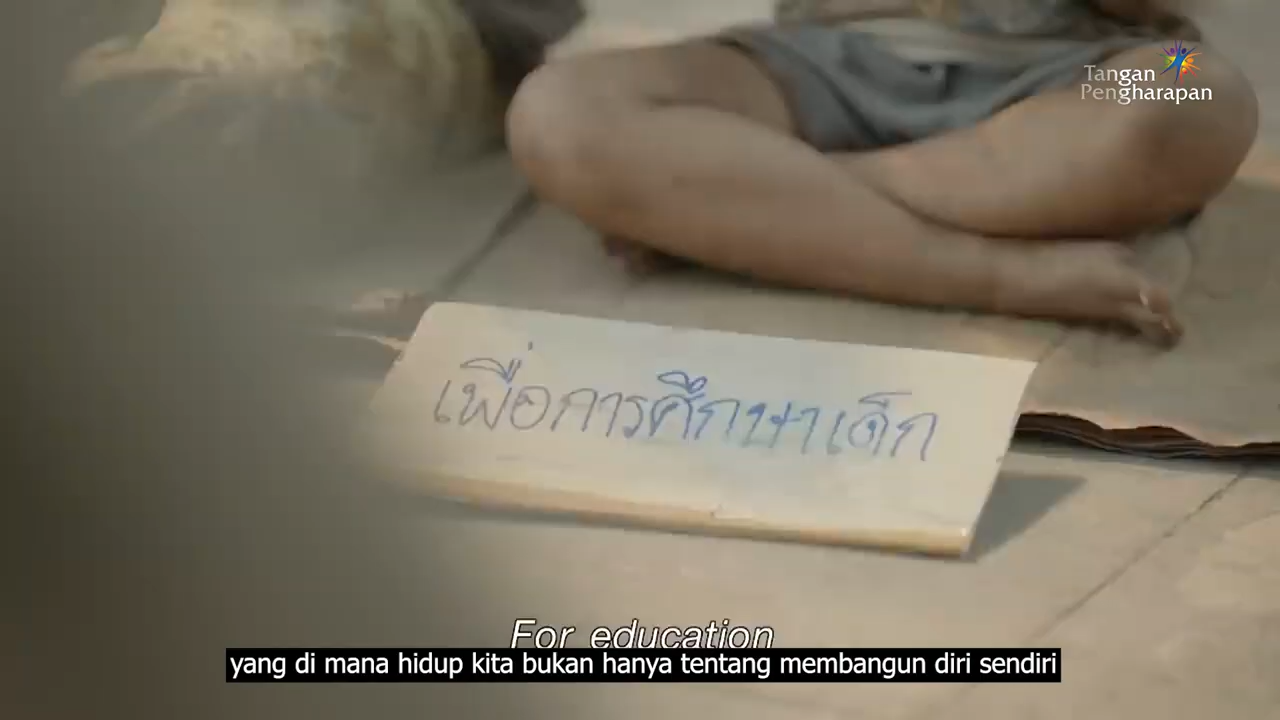 Tangan
Pengharapan
เพื่อการศึกษาเด็ก
For education
yang di mana hidup kita bukan hanya tentang membangun diri sendiri